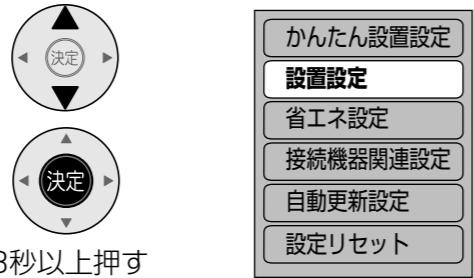 決定
決定
3秒以上押す
かんたん設置設定
設置設定
省エネ設定
接続機器関連設定
自動更新設定
設定リセット